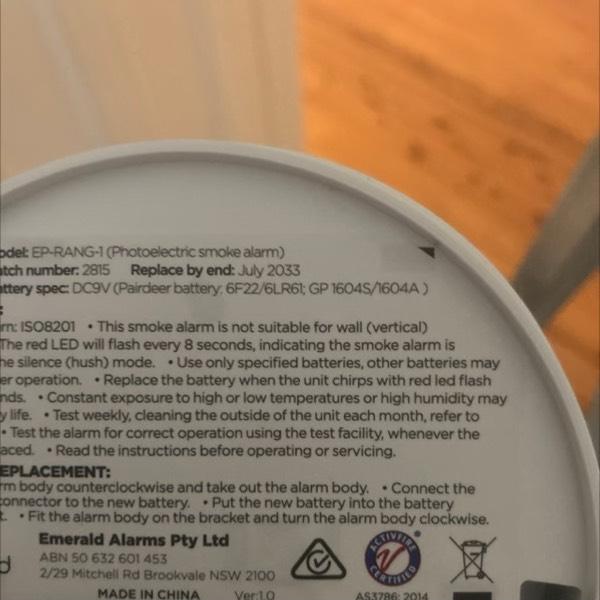 odel: EP-RANG-1 (Photoelectric smoke alarm)
atch number: 2815 Replace by end: July 2033
attery spec: DC9V (Pairdeer battery: 6F22/6LR61; GP 1604S/1604A )
:
rn: ISO8201 • This smoke alarm is not suitable for wall (vertical)
The red LED will flash every 8 seconds, indicating the smoke alarm is
he silence (hush) mode. • Use only specified batteries, other batteries may
er operation. • Replace the battery when the unit chirps with red led flash
nds. • Constant exposure to high or low temperatures or high humidity may
y life. • Test weekly, cleaning the outside of the unit each month, refer to
• Test the alarm for correct operation using the test facility, whenever the
aced. • Read the instructions before operating or servicing.
EPLACEMENT:
rm body counterclockwise and take out the alarm body. • Connect the
connector to the new battery. • Put the new battery into the battery
t. • Fit the alarm body on the bracket and turn the alarm body clockwise.
Emerald Alarms Pty Ltd
ABN 50 632 601 453
d
2/29 Mitchell Rd Brookvale NSW 2100
ACTIVFIRE
CERTIFIED
MADE IN CHINA Ver:1.0 AS3786: 2014